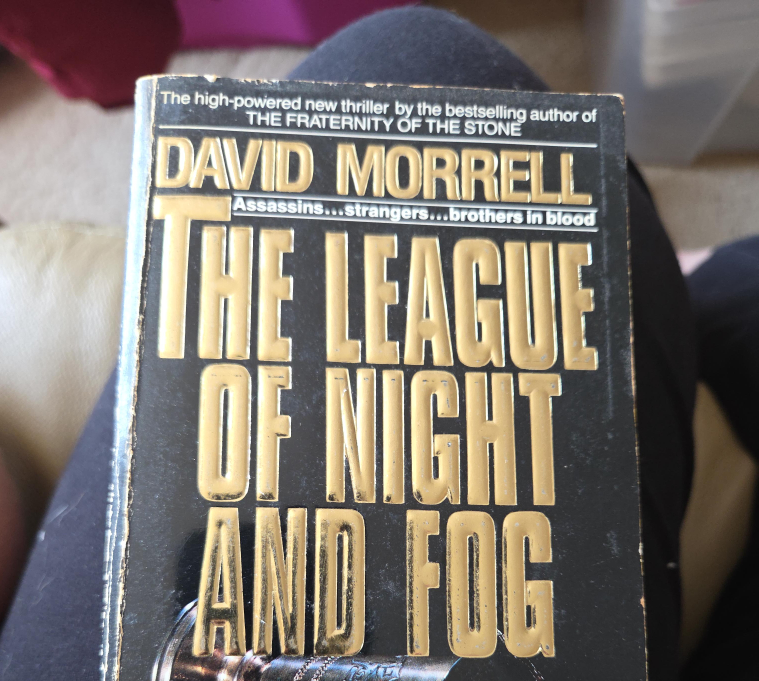 The high-powered new thriller by the bestselling author of
THE FRATERNITY OF THE STONE
DAVID MORRELL
Assassins...strangers...brothers in blood
THE LEAGUE
OF NIGHT
AND FOG